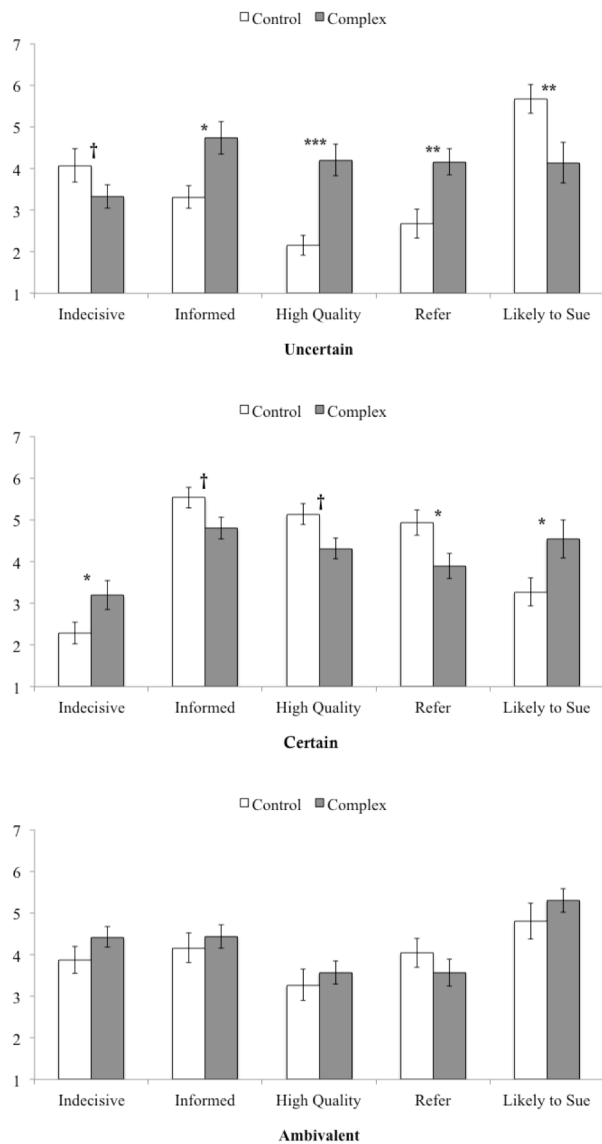 Control Complex
7
6
5
4
3
2
1
† * *** ** **
Indecisive Informed High Quality Refer Likely to Sue
Uncertain
Control Complex
7
6
5
4
3
2
1
* † † * *
Indecisive Informed High Quality Refer Likely to Sue
Certain
Control Complex
7
6
5
4
3
2
1
Indecisive Informed High Quality Refer Likely to Sue
Ambivalent